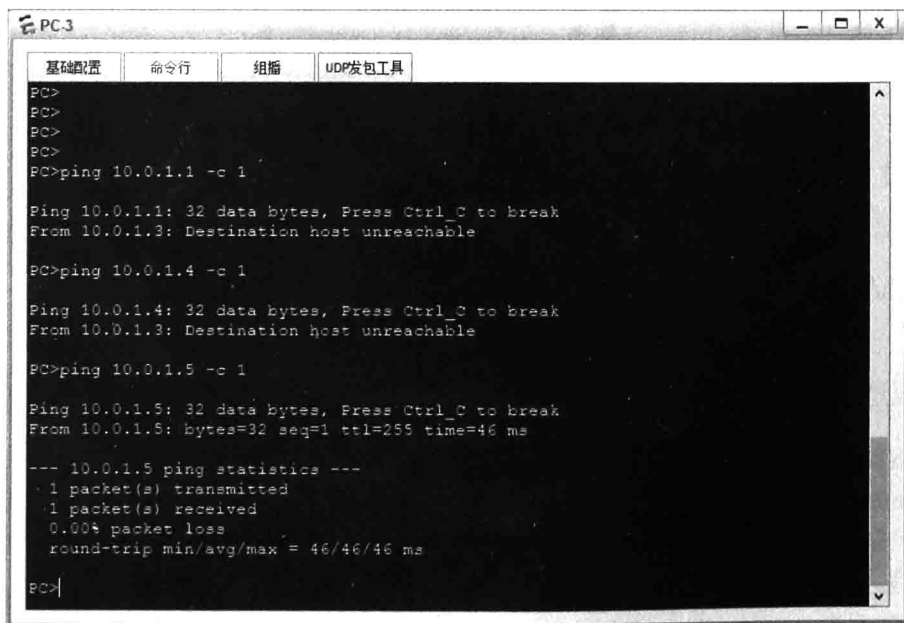 PC-3
基础配置 命令行 组播 UDP发包工具
PC>
PC>
PC>
PC>
PC>ping 10.0.1.1 -c 1
Ping 10.0.1.1: 32 data bytes, Press Ctrl_C to break
From 10.0.1.3: Destination host unreachable
PC>ping 10.0.1.4 -c 1
Ping 10.0.1.4: 32 data bytes, Press Ctrl_C to break
From 10.0.1.3: Destination host unreachable
PC>ping 10.0.1.5 -c 1
Ping 10.0.1.5: 32 data bytes, Press Ctrl_C to break
From 10.0.1.5: bytes=32 seq=1 ttl=255 time=46 ms
--- 10.0.1.5 ping statistics ---
1 packet(s) transmitted
1 packet(s) received
0.00% packet loss
round-trip min/avg/max = 46/46/46 ms
PC>